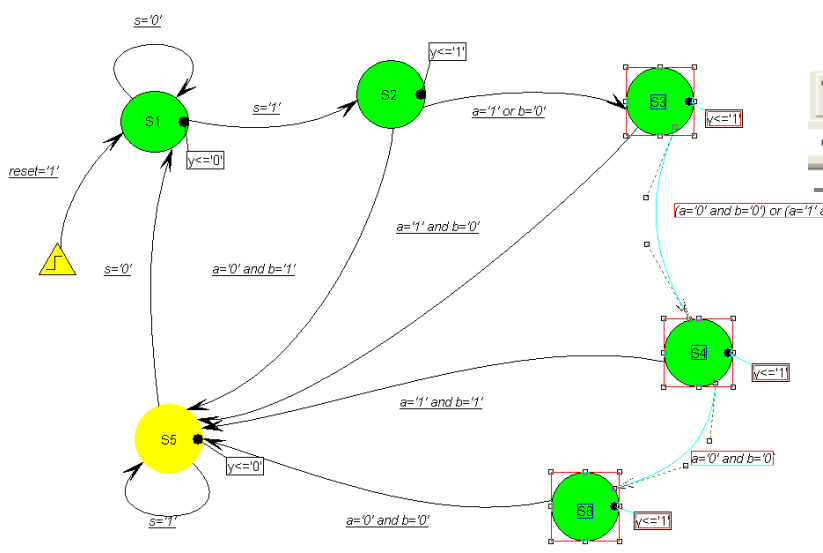 s='0'
S1
y<='0'
s='1'
S2
y<='1'
a='1' or b='0'
S3
y<='1'
reset='1'
(a='0' and b='0') or (a='1' a
a='1' and b='0'
s='0'
a='0' and b='1'
S4
y<='1'
a='1' and b='1'
S5
y<='0'
a='0' and b='0'
s='1'
a='0' and b='0'
S6
y<='1'